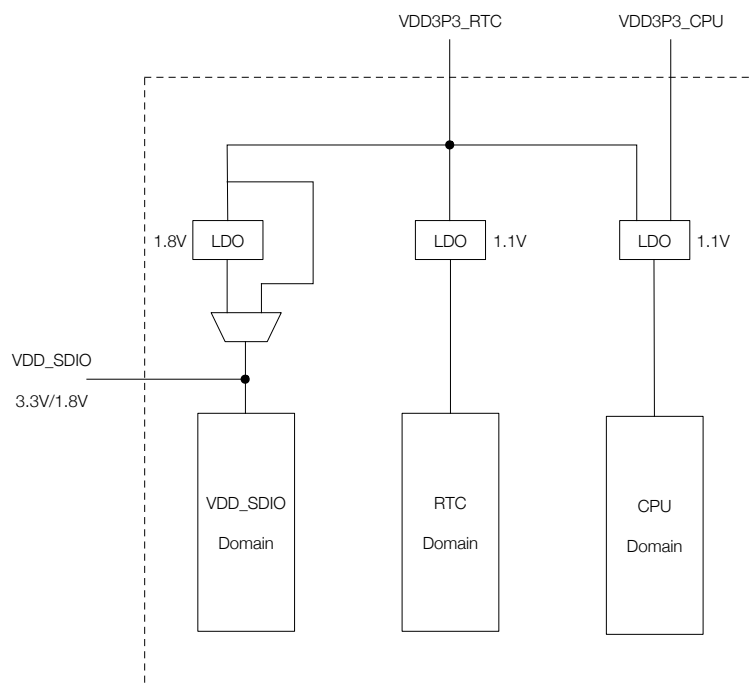 VDD3P3_RTC
VDD3P3_CPU
1.8V
LDO
LDO
1.1V
LDO
1.1V
VDD_SDIO
3.3V/1.8V
VDD_SDIO
Domain
RTC
Domain
CPU
Domain